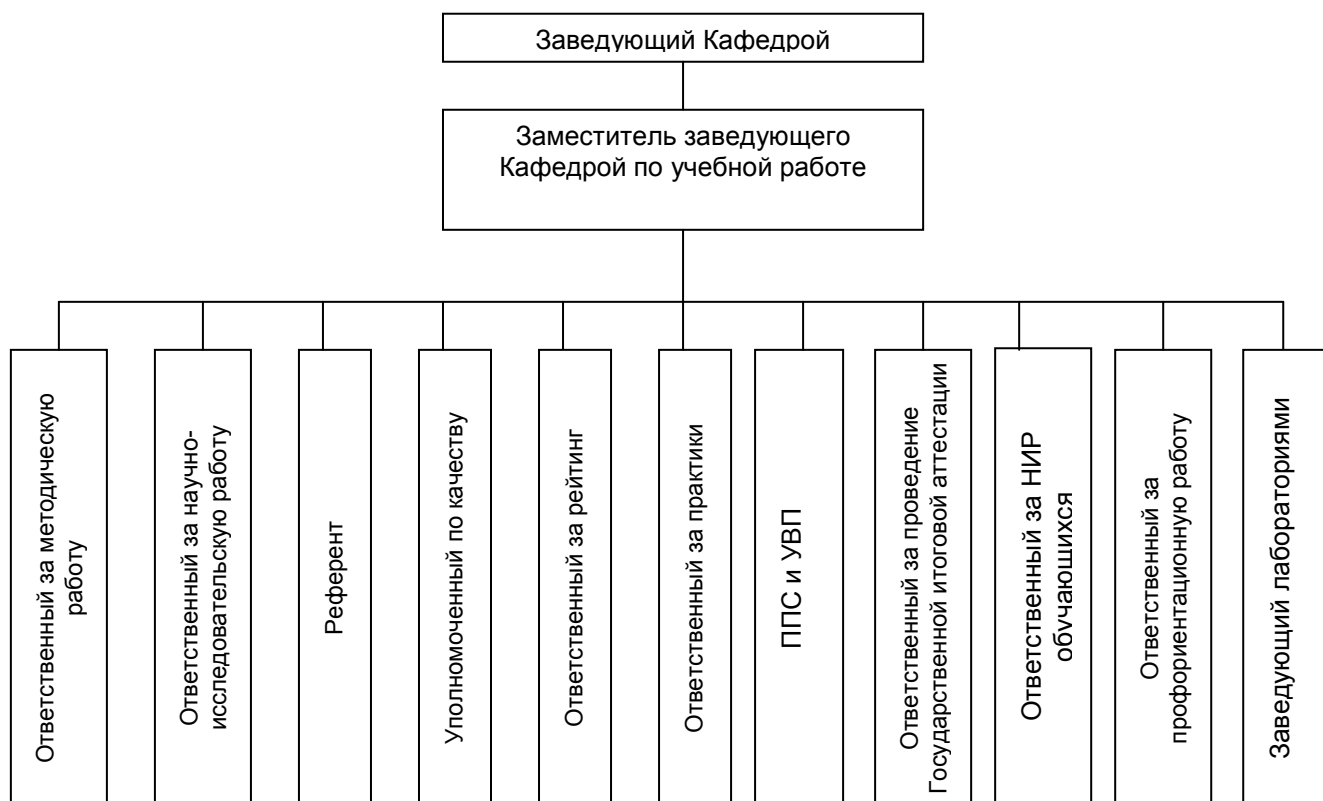 Заведующий Кафедрой
Заместитель заведующего
Кафедрой по учебной работе
Ответственный за методическую
работу
Ответственный за научно-
исследовательскую работу
Референт
Уполномоченный по качеству
Ответственный за рейтинг
Ответственный за практики
ППС и УВП
Ответственный за проведение
Государственной итоговой аттестации
Ответственный за НИР
обучающихся
Ответственный за
профориентационную работу
Заведующий лабораториями